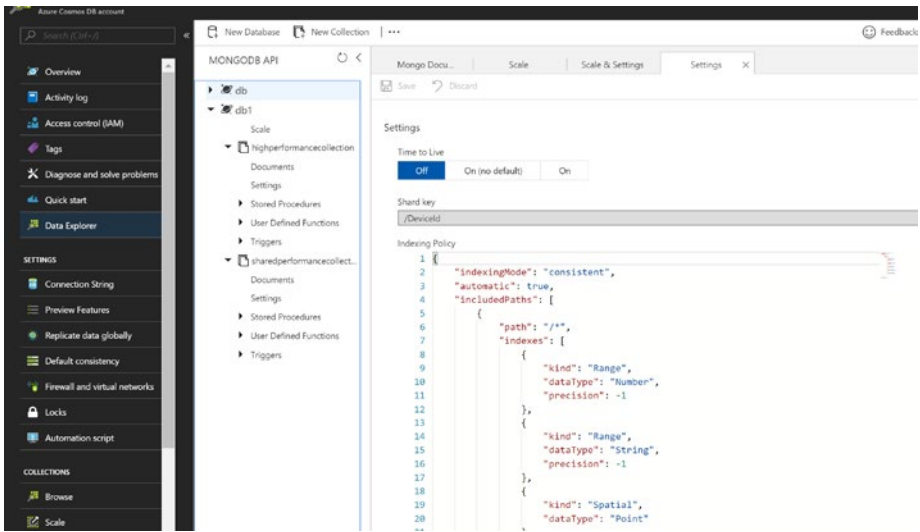 Azure Cosmos DB account
Search (Ctrl+/)
Overview
Activity log
Access control (IAM)
Tags
Diagnose and solve problems
Quick start
Data Explorer
SETTINGS
Connection String
Preview Features
Replicate data globally
Default consistency
Firewall and virtual networks
Locks
Automation script
COLLECTIONS
Browse
Scale
New Database New Collection
Feedback
MONGODB API
db
db1
Scale
highperformancecollection
Documents
Settings
Stored Procedures
User Defined Functions
Triggers
sharedperformancecollect...
Documents
Settings
Stored Procedures
User Defined Functions
Triggers
Mongo Docu... Scale Scale & Settings Settings
Save Discard
Settings
Time to Live
Off On (no default) On
Shard key
/DeviceId
Indexing Policy
1 {
2 "indexingMode": "consistent",
3 "automatic": true,
4 "includedPaths": [
5 {
6 "path": "/*",
7 "indexes": [
8 {
9 "kind": "Range",
10 "dataType": "Number",
11 "precision": -1
12 },
13 {
14 "kind": "Range",
15 "dataType": "String",
16 "precision": -1
17 },
18 {
19 "kind": "Spatial",
20 "dataType": "Point"